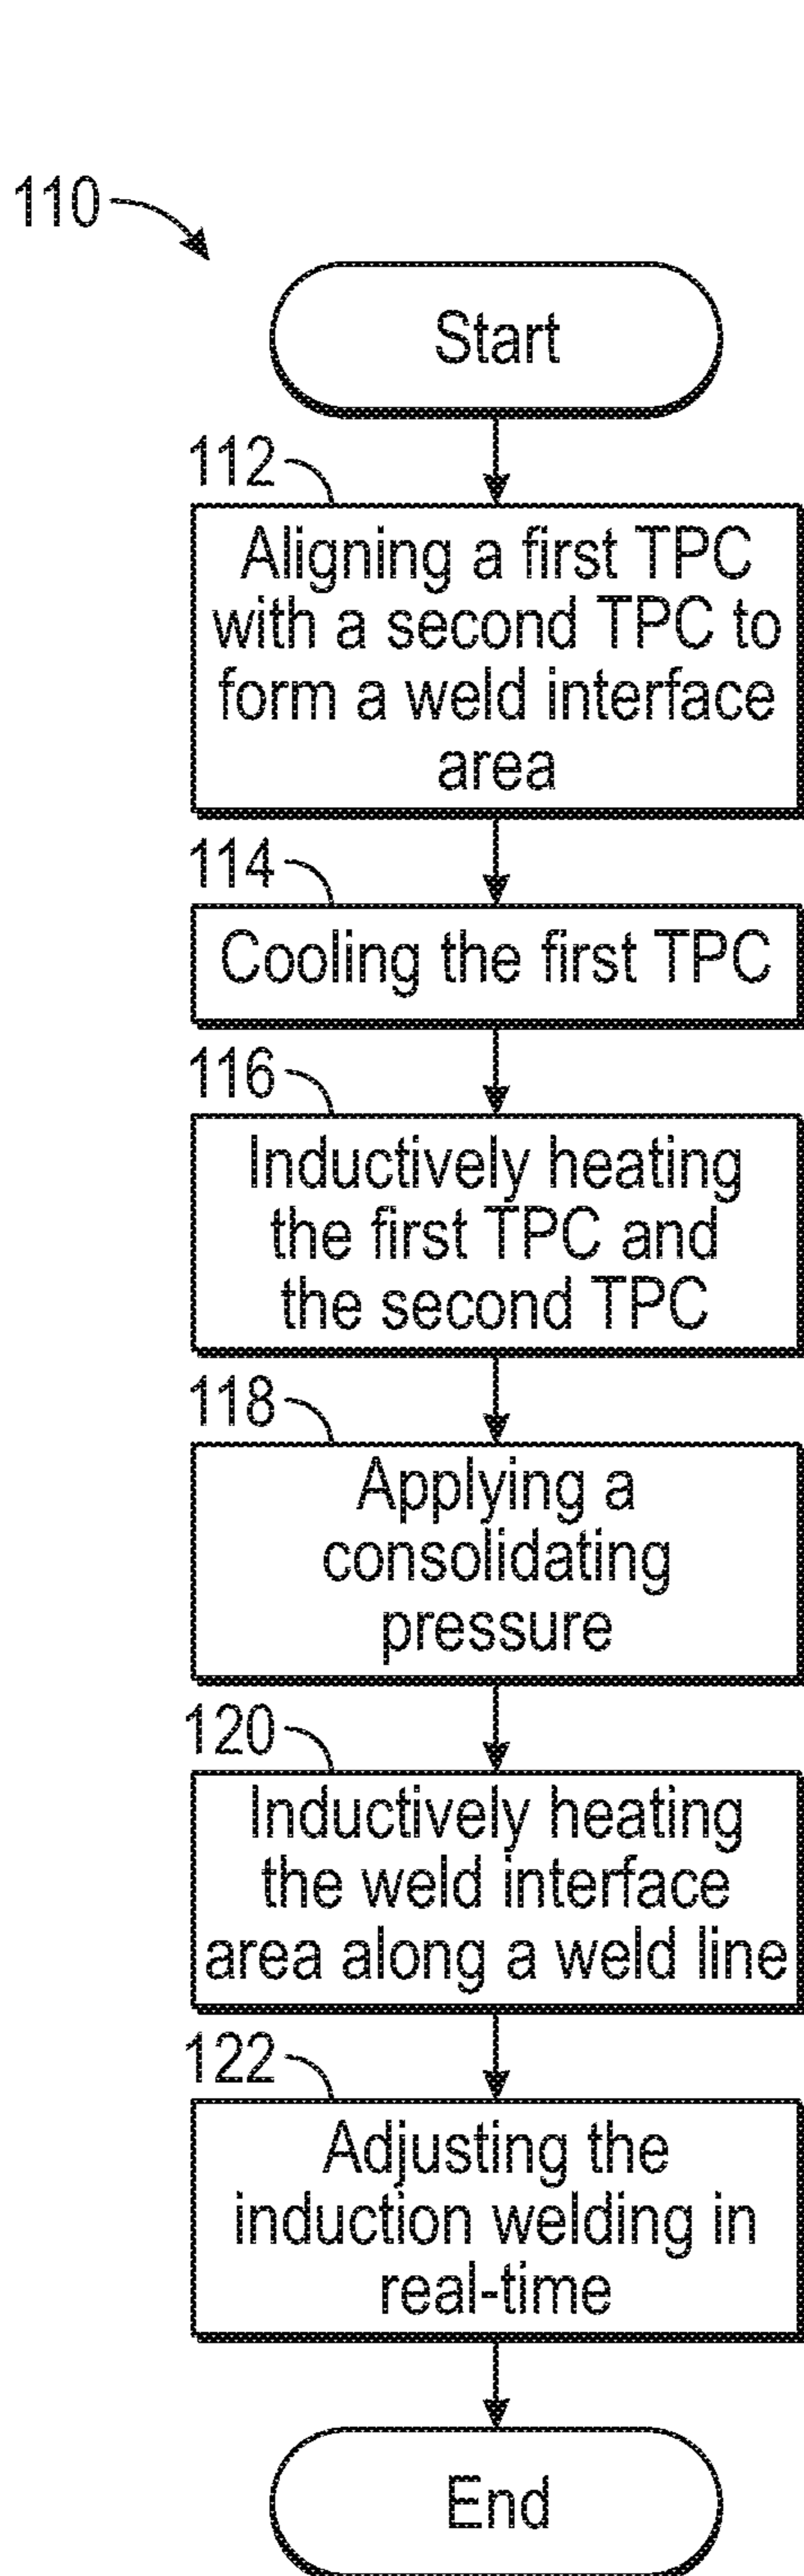 110
Start
112
Aligning a first TPC
with a second TPC to
form a weld interface
area
114
Cooling the first TPC
116
Inductively heating
the first TPC and
the second TPC
118
Applying a
consolidating
pressure
120
Inductively heating
the weld interface
area along a weld line
122
Adjusting the
induction welding in
real-time
End